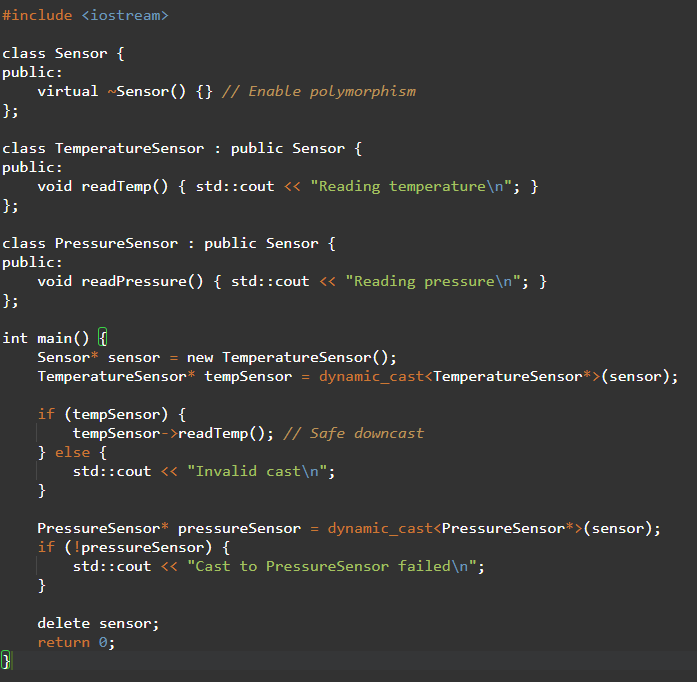 #include <iostream>

class Sensor {
public:
    virtual ~Sensor() {} // Enable polymorphism
};

class TemperatureSensor : public Sensor {
public:
    void readTemp() { std::cout << "Reading temperature\n"; }
};

class PressureSensor : public Sensor {
public:
    void readPressure() { std::cout << "Reading pressure\n"; }
};

int main() {
    Sensor* sensor = new TemperatureSensor();
    TemperatureSensor* tempSensor = dynamic_cast<TemperatureSensor*>(sensor);

    if (tempSensor) {
        tempSensor->readTemp(); // Safe downcast
    } else {
        std::cout << "Invalid cast\n";
    }

    PressureSensor* pressureSensor = dynamic_cast<PressureSensor*>(sensor);
    if (!pressureSensor) {
        std::cout << "Cast to PressureSensor failed\n";
    }

    delete sensor;
    return 0;
}